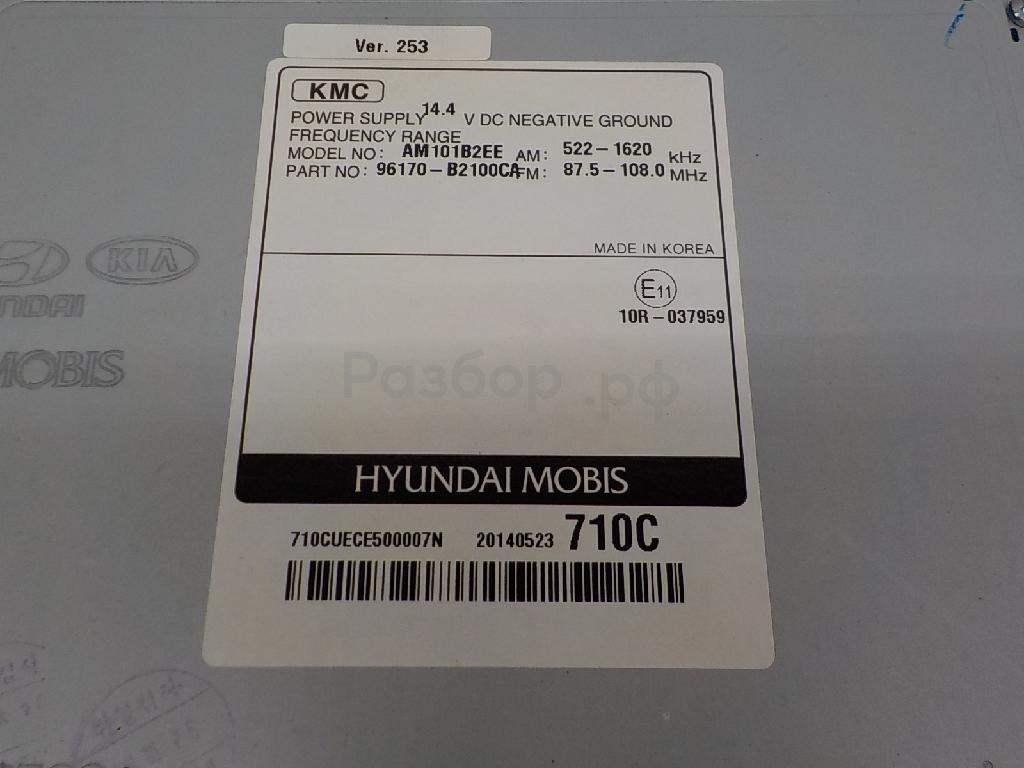 Ver. 253
KMC
POWER SUPPLY 14.4 V DC NEGATIVE GROUND
FREQUENCY RANGE
MODEL NO: AM101B2EE AM: 522-1620 kHz
PART NO: 96170-B2100CA FM: 87.5-108.0 MHz
MADE IN KOREA
E11
10R-037959
KIA
MOBIS
Разбор.рф
HYUNDAI MOBIS
710CUECE500007N 20140523 710C